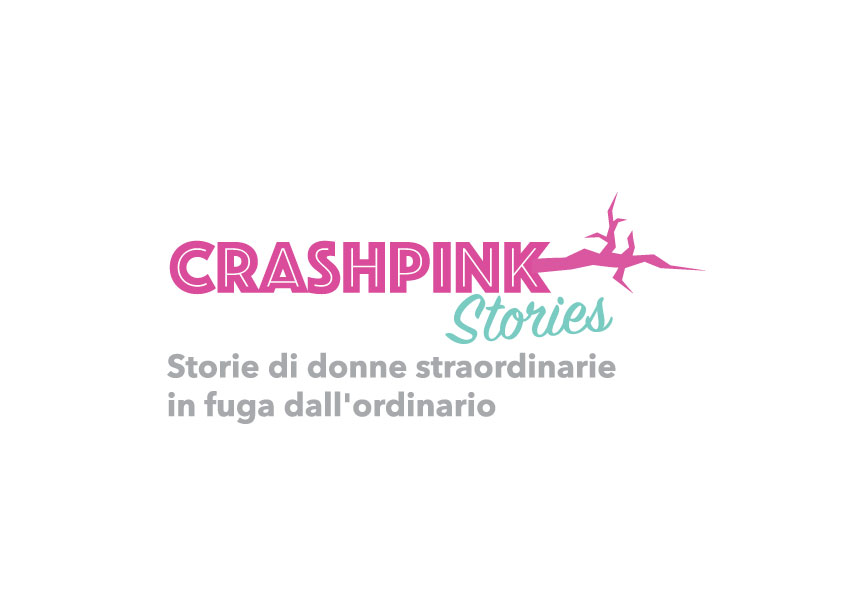 CRASHPINK
Stories
Storie di donne straordinarie
in fuga dall'ordinario